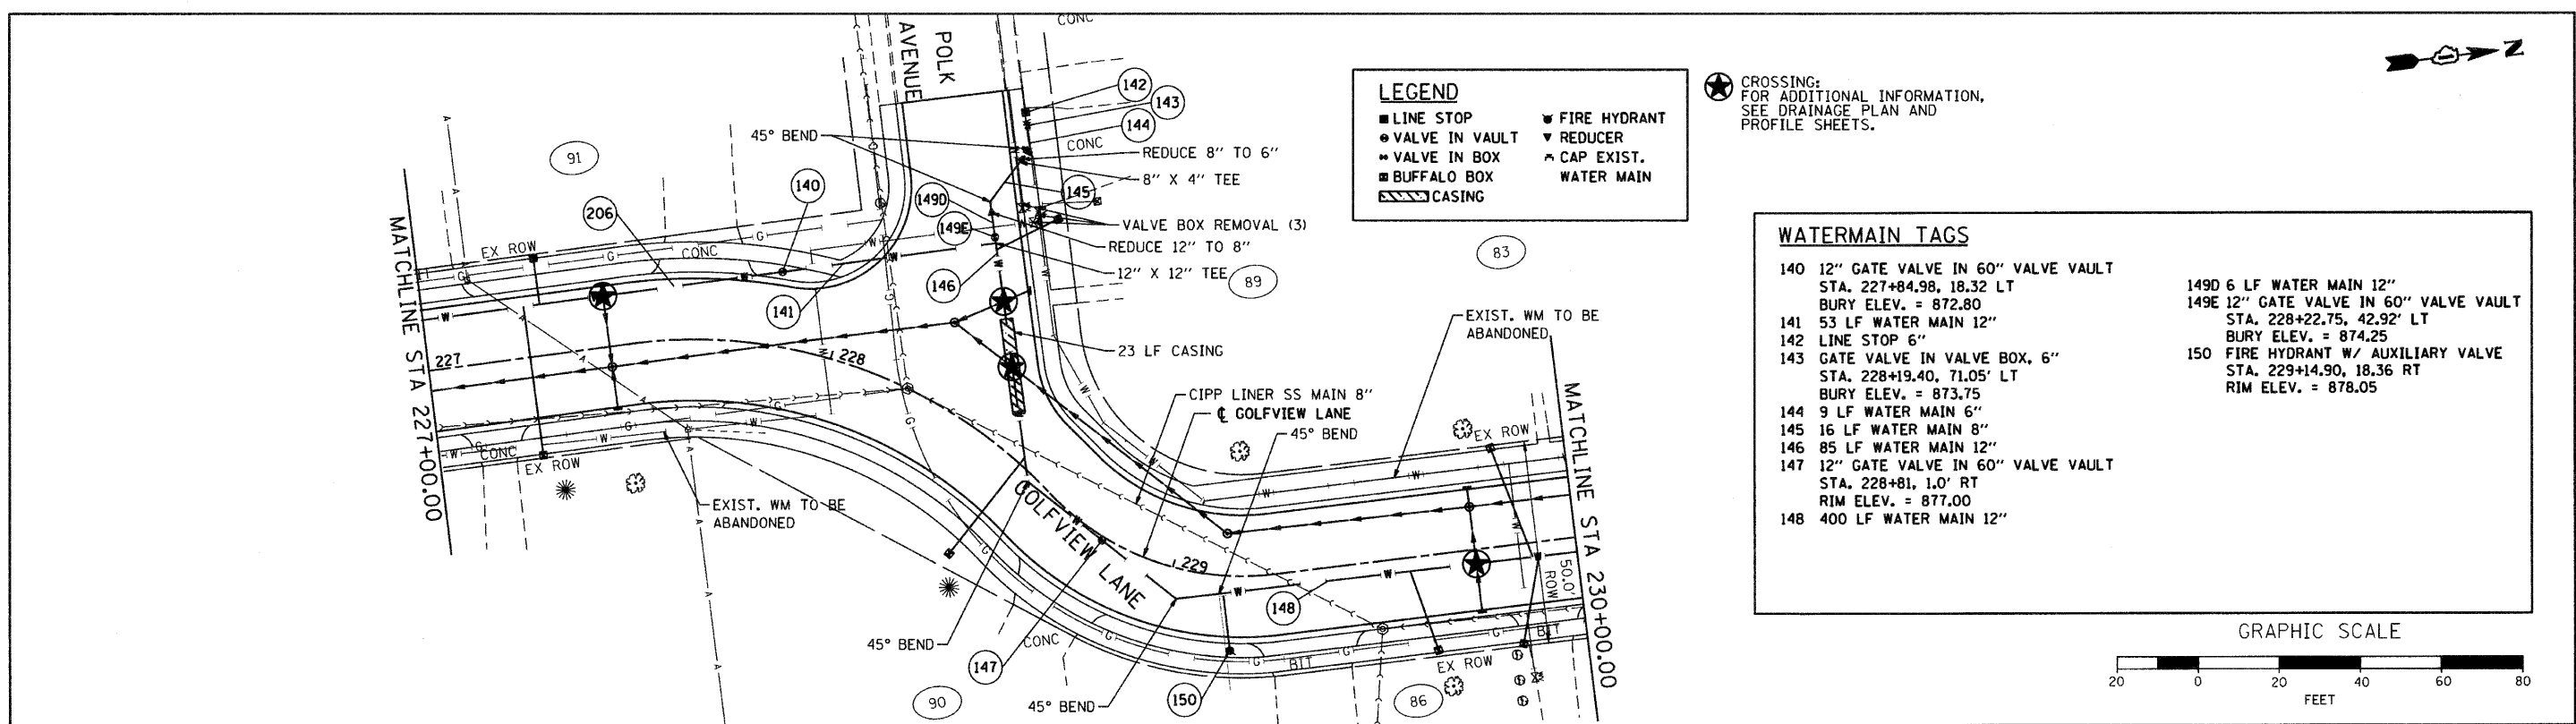 CONC
POLK
AVENUE
142
143
144
45° BEND
CONC
REDUCE 8" TO 6"
8" X 4" TEE
91
140
145
149D
206
VALVE BOX REMOVAL (3)
149E
REDUCE 12" TO 8"
EX ROW
CONC
12" X 12" TEE
89
83
146
141
MATCHLINE STA 227+00.00
227
228
23 LF CASING
EXIST. WM TO BE
ABANDONED
CIPP LINER SS MAIN 8"
℄ GOLFVIEW LANE
45° BEND
EX ROW
CONC
EX ROW
EXIST. WM TO BE
ABANDONED
GOLFVIEW
LANE
229
148
MATCHLINE STA 230+00.00
50.0'
ROW
45° BEND
CONC
147
BIT
BIT
EX ROW
90
45° BEND
150
86
LEGEND
LINE STOP
FIRE HYDRANT
VALVE IN VAULT
REDUCER
VALVE IN BOX
CAP EXIST.
BUFFALO BOX
WATER MAIN
CASING
CROSSING:
FOR ADDITIONAL INFORMATION,
SEE DRAINAGE PLAN AND
PROFILE SHEETS.
N
WATERMAIN TAGS
140 12" GATE VALVE IN 60" VALVE VAULT
STA. 227+84.98, 18.32 LT
BURY ELEV. = 872.80
141 53 LF WATER MAIN 12"
142 LINE STOP 6"
143 GATE VALVE IN VALVE BOX, 6"
STA. 228+19.40, 71.05' LT
BURY ELEV. = 873.75
144 9 LF WATER MAIN 6"
145 16 LF WATER MAIN 8"
146 85 LF WATER MAIN 12"
147 12" GATE VALVE IN 60" VALVE VAULT
STA. 228+81, 1.0' RT
RIM ELEV. = 877.00
148 400 LF WATER MAIN 12"
149D 6 LF WATER MAIN 12"
149E 12" GATE VALVE IN 60" VALVE VAULT
STA. 228+22.75, 42.92' LT
BURY ELEV. = 874.25
150 FIRE HYDRANT W/ AUXILIARY VALVE
STA. 229+14.90, 18.36 RT
RIM ELEV. = 878.05
GRAPHIC SCALE
20 0 20 40 60 80
FEET